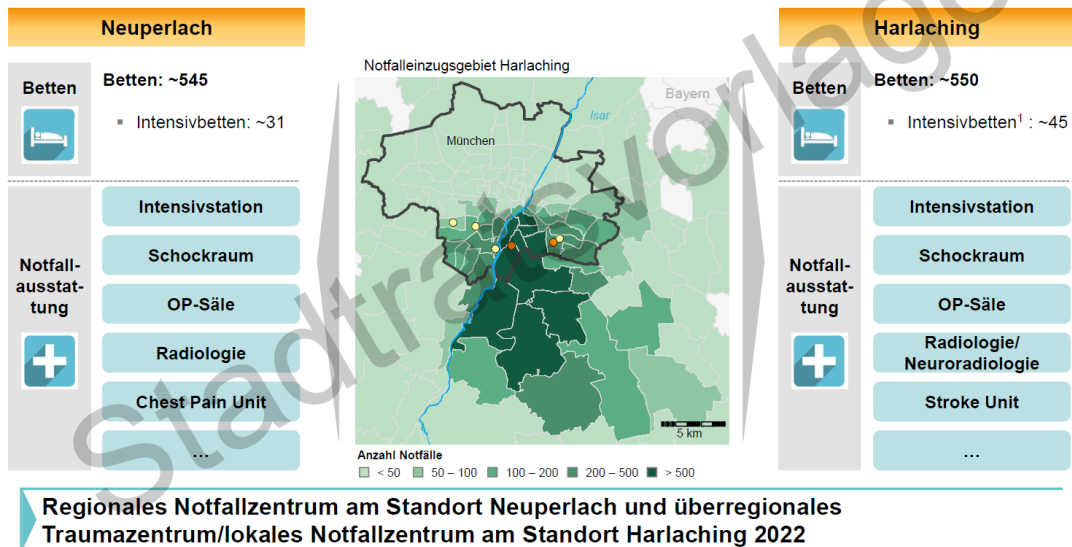 Neuperlach
Betten
Betten: ~545
▪ Intensivbetten: ~31
Notfall-
ausstat-
tung
Intensivstation
Schockraum
OP-Säle
Radiologie
Chest Pain Unit
...
Notfalleinzugsgebiet Harlaching
Bayern
Isar
München
5 km
Anzahl Notfälle
< 50
50 – 100
100 – 200
200 – 500
> 500
Harlaching
Betten
Betten: ~550
▪ Intensivbetten¹ : ~45
Notfall-
ausstat-
tung
Intensivstation
Schockraum
OP-Säle
Radiologie/
Neuroradiologie
Stroke Unit
...
Regionales Notfallzentrum am Standort Neuperlach und überregionales
Traumazentrum/lokales Notfallzentrum am Standort Harlaching 2022
Stadtratsvorlage